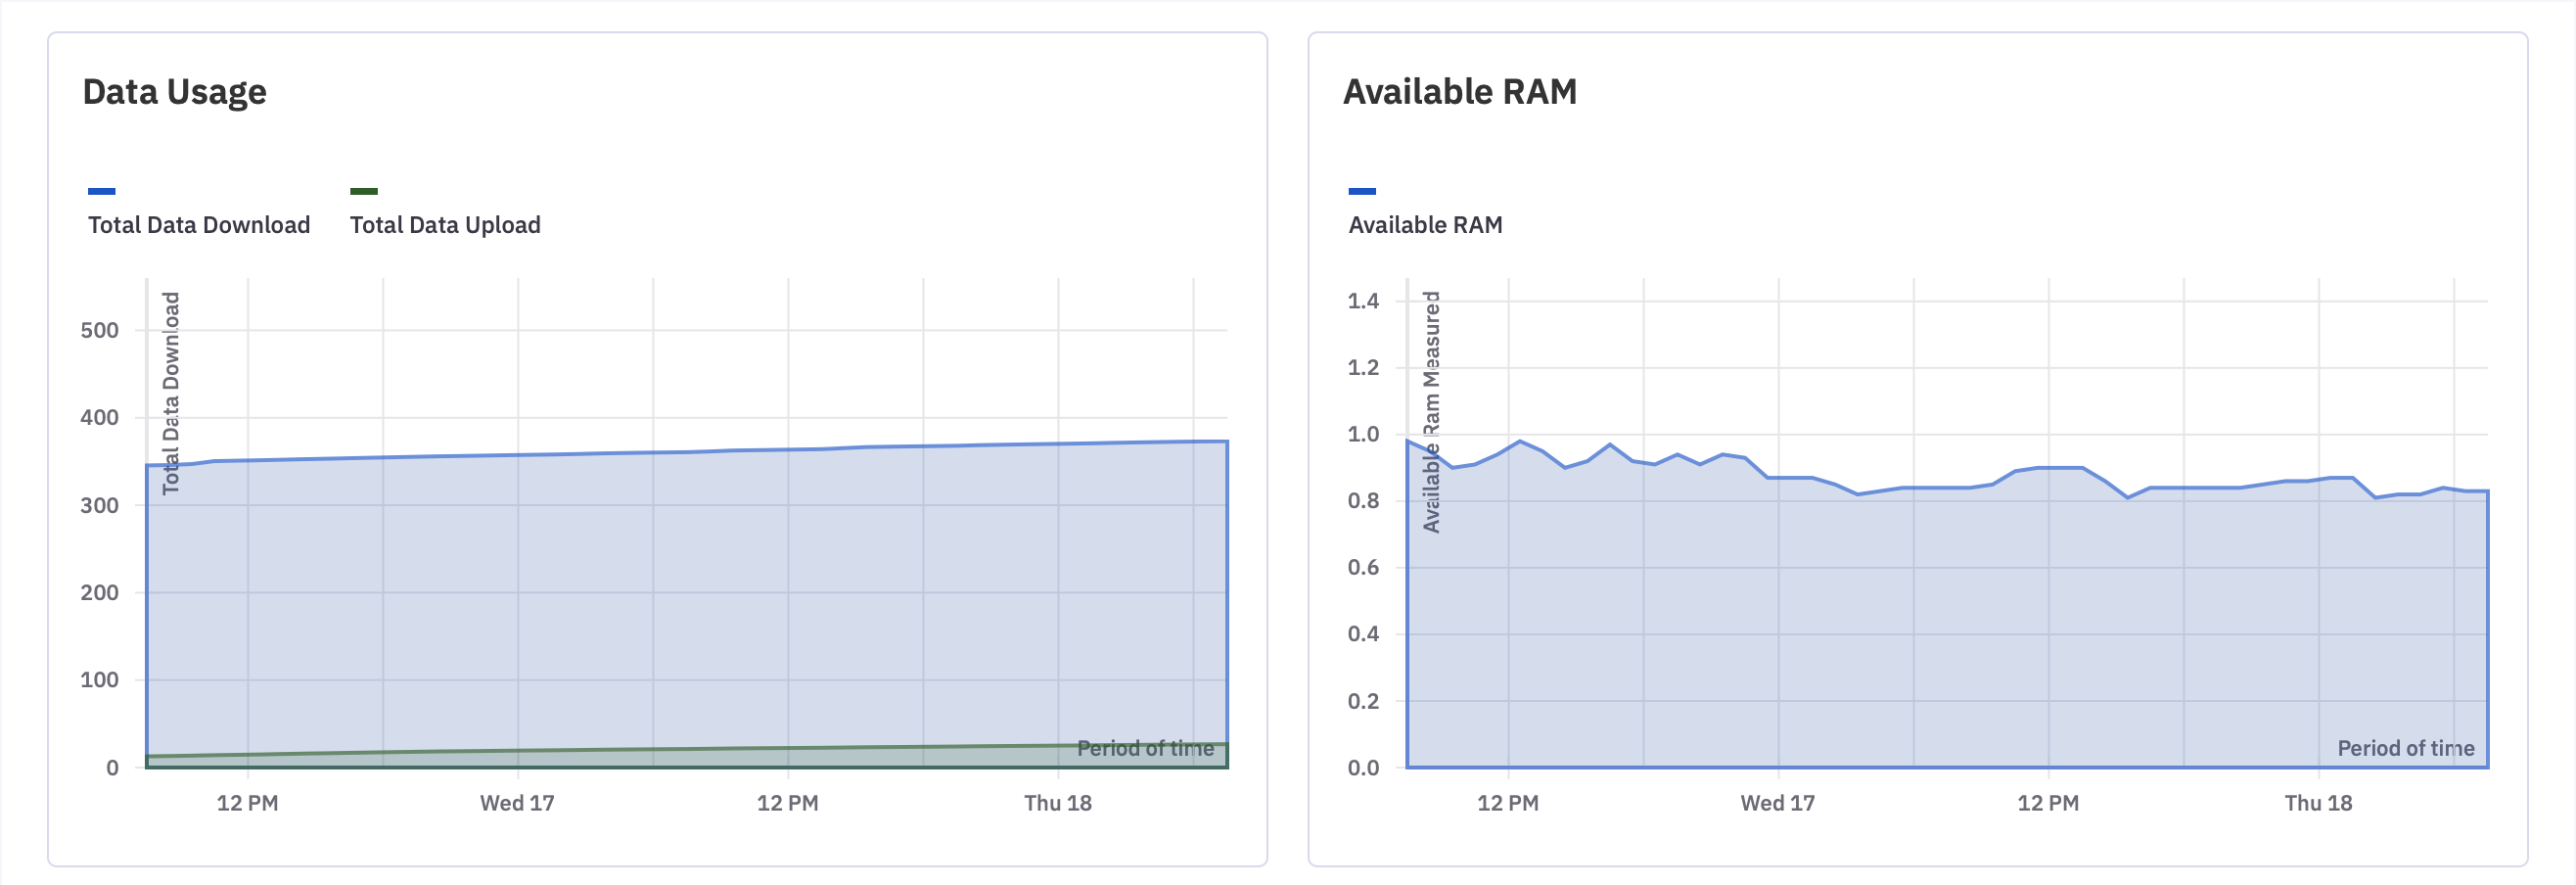 Data Usage
Total Data Download
Total Data Upload
Total Data Download
500
400
300
200
100
0
Period of time
12 PM
Wed 17
12 PM
Thu 18
Available RAM
Available RAM
Available Ram Measured
1.4
1.2
1.0
0.8
0.6
0.4
0.2
0.0
Period of time
12 PM
Wed 17
12 PM
Thu 18